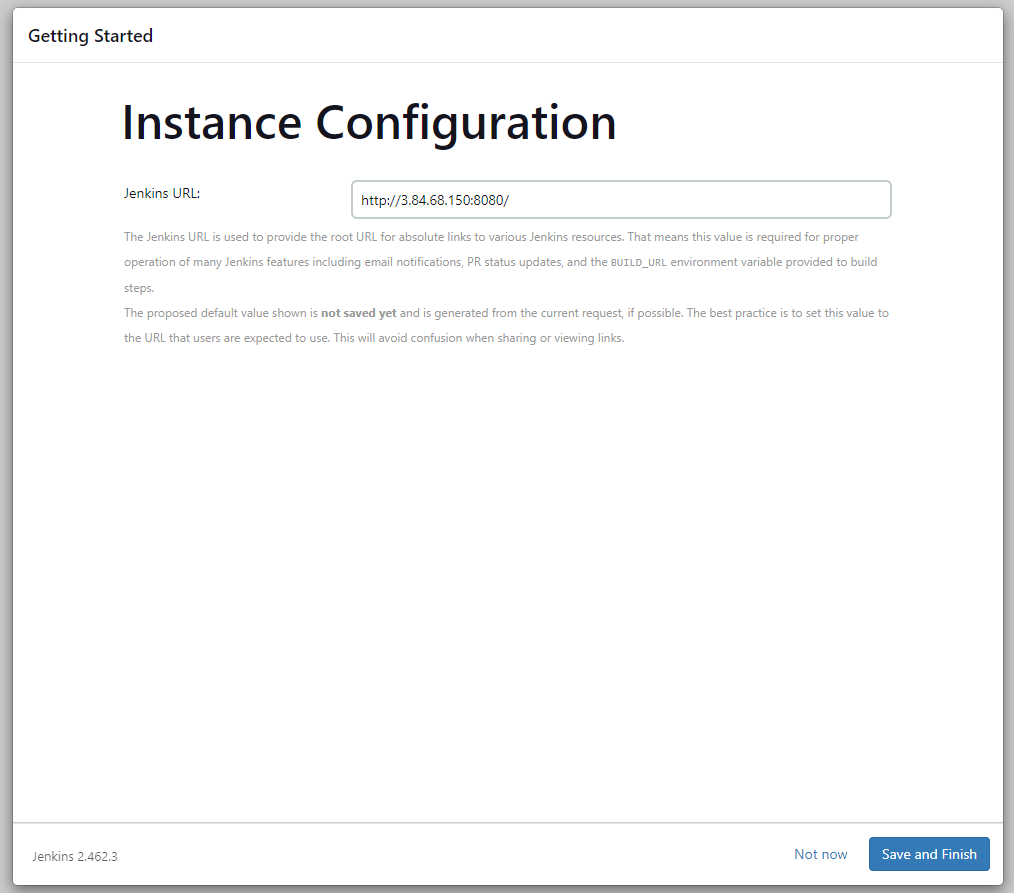 Getting Started
Instance Configuration
Jenkins URL:
http://3.84.68.150:8080/
The Jenkins URL is used to provide the root URL for absolute links to various Jenkins resources. That means this value is required for proper
operation of many Jenkins features including email notifications, PR status updates, and the BUILD_URL environment variable provided to build
steps.
The proposed default value shown is not saved yet and is generated from the current request, if possible. The best practice is to set this value to
the URL that users are expected to use. This will avoid confusion when sharing or viewing links.
Jenkins 2.462.3
Not now
Save and Finish